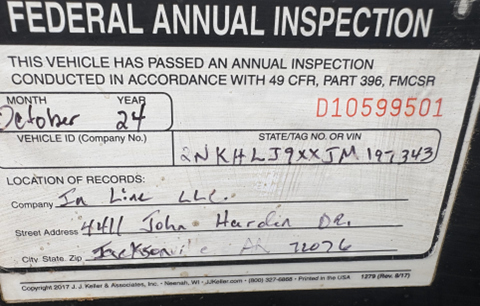 FEDERAL ANNUAL INSPECTION
THIS VEHICLE HAS PASSED AN ANNUAL INSPECTION
CONDUCTED IN ACCORDANCE WITH 49 CFR, PART 396, FMCSR
MONTH YEAR
October 24
D10599501
VEHICLE ID (Company No.) STATE/TAG NO. OR VIN
2NKHLJ9XXJM197343
LOCATION OF RECORDS:
Company In Line LLC.
Street Address 4411 John Harden DR.
City. State. Zip Jacksonville AR 72076
Copyright 2017 J. J. Keller & Associates, Inc. • Neenah, WI • JJKeller.com • (800) 327-6868 • Printed in the USA 1279 (Rev. 8/17)